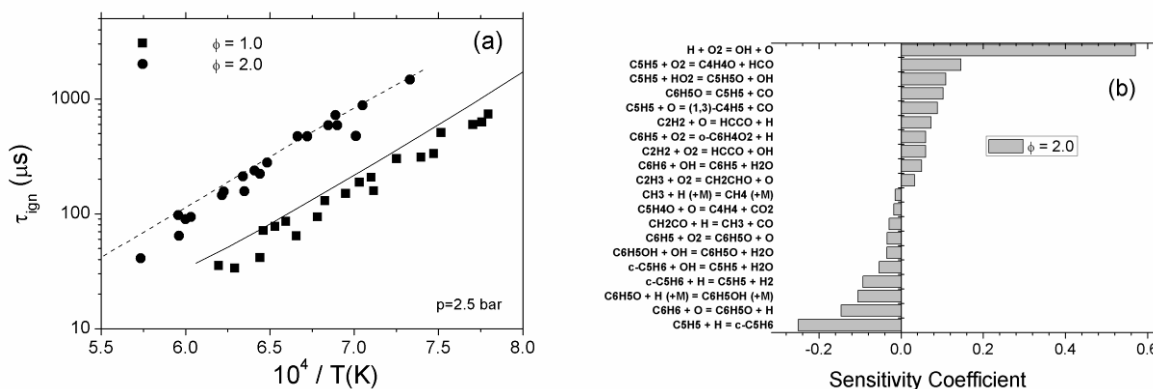 (a)
ϕ = 1.0
ϕ = 2.0
1000
100
10
τign (μs)
p=2.5 bar
5.5 6.0 6.5 7.0 7.5 8.0
10^4 / T(K)
(b)
H + O2 = OH + O
C5H5 + O2 = C4H4O + HCO
C5H5 + HO2 = C5H5O + OH
C6H5O = C5H5 + CO
C5H5 + O = (1,3)-C4H5 + CO
C2H2 + O = HCCO + H
C6H5 + O2 = o-C6H4O2 + H
C2H2 + O2 = HCCO + OH
C6H6 + OH = C6H5 + H2O
C2H3 + O2 = CH2CHO + O
CH3 + H (+M) = CH4 (+M)
C5H4O + O = C4H4 + CO2
CH2CO + H = CH3 + CO
C6H5 + O2 = C6H5O + O
C6H5OH + OH = C6H5O + H2O
c-C5H6 + OH = C5H5 + H2O
c-C5H6 + H = C5H5 + H2
C6H5O + H (+M) = C6H5OH (+M)
C6H6 + O = C6H5O + H
C5H5 + H = c-C5H6
ϕ = 2.0
-0.2 0.0 0.2 0.4 0.6
Sensitivity Coefficient